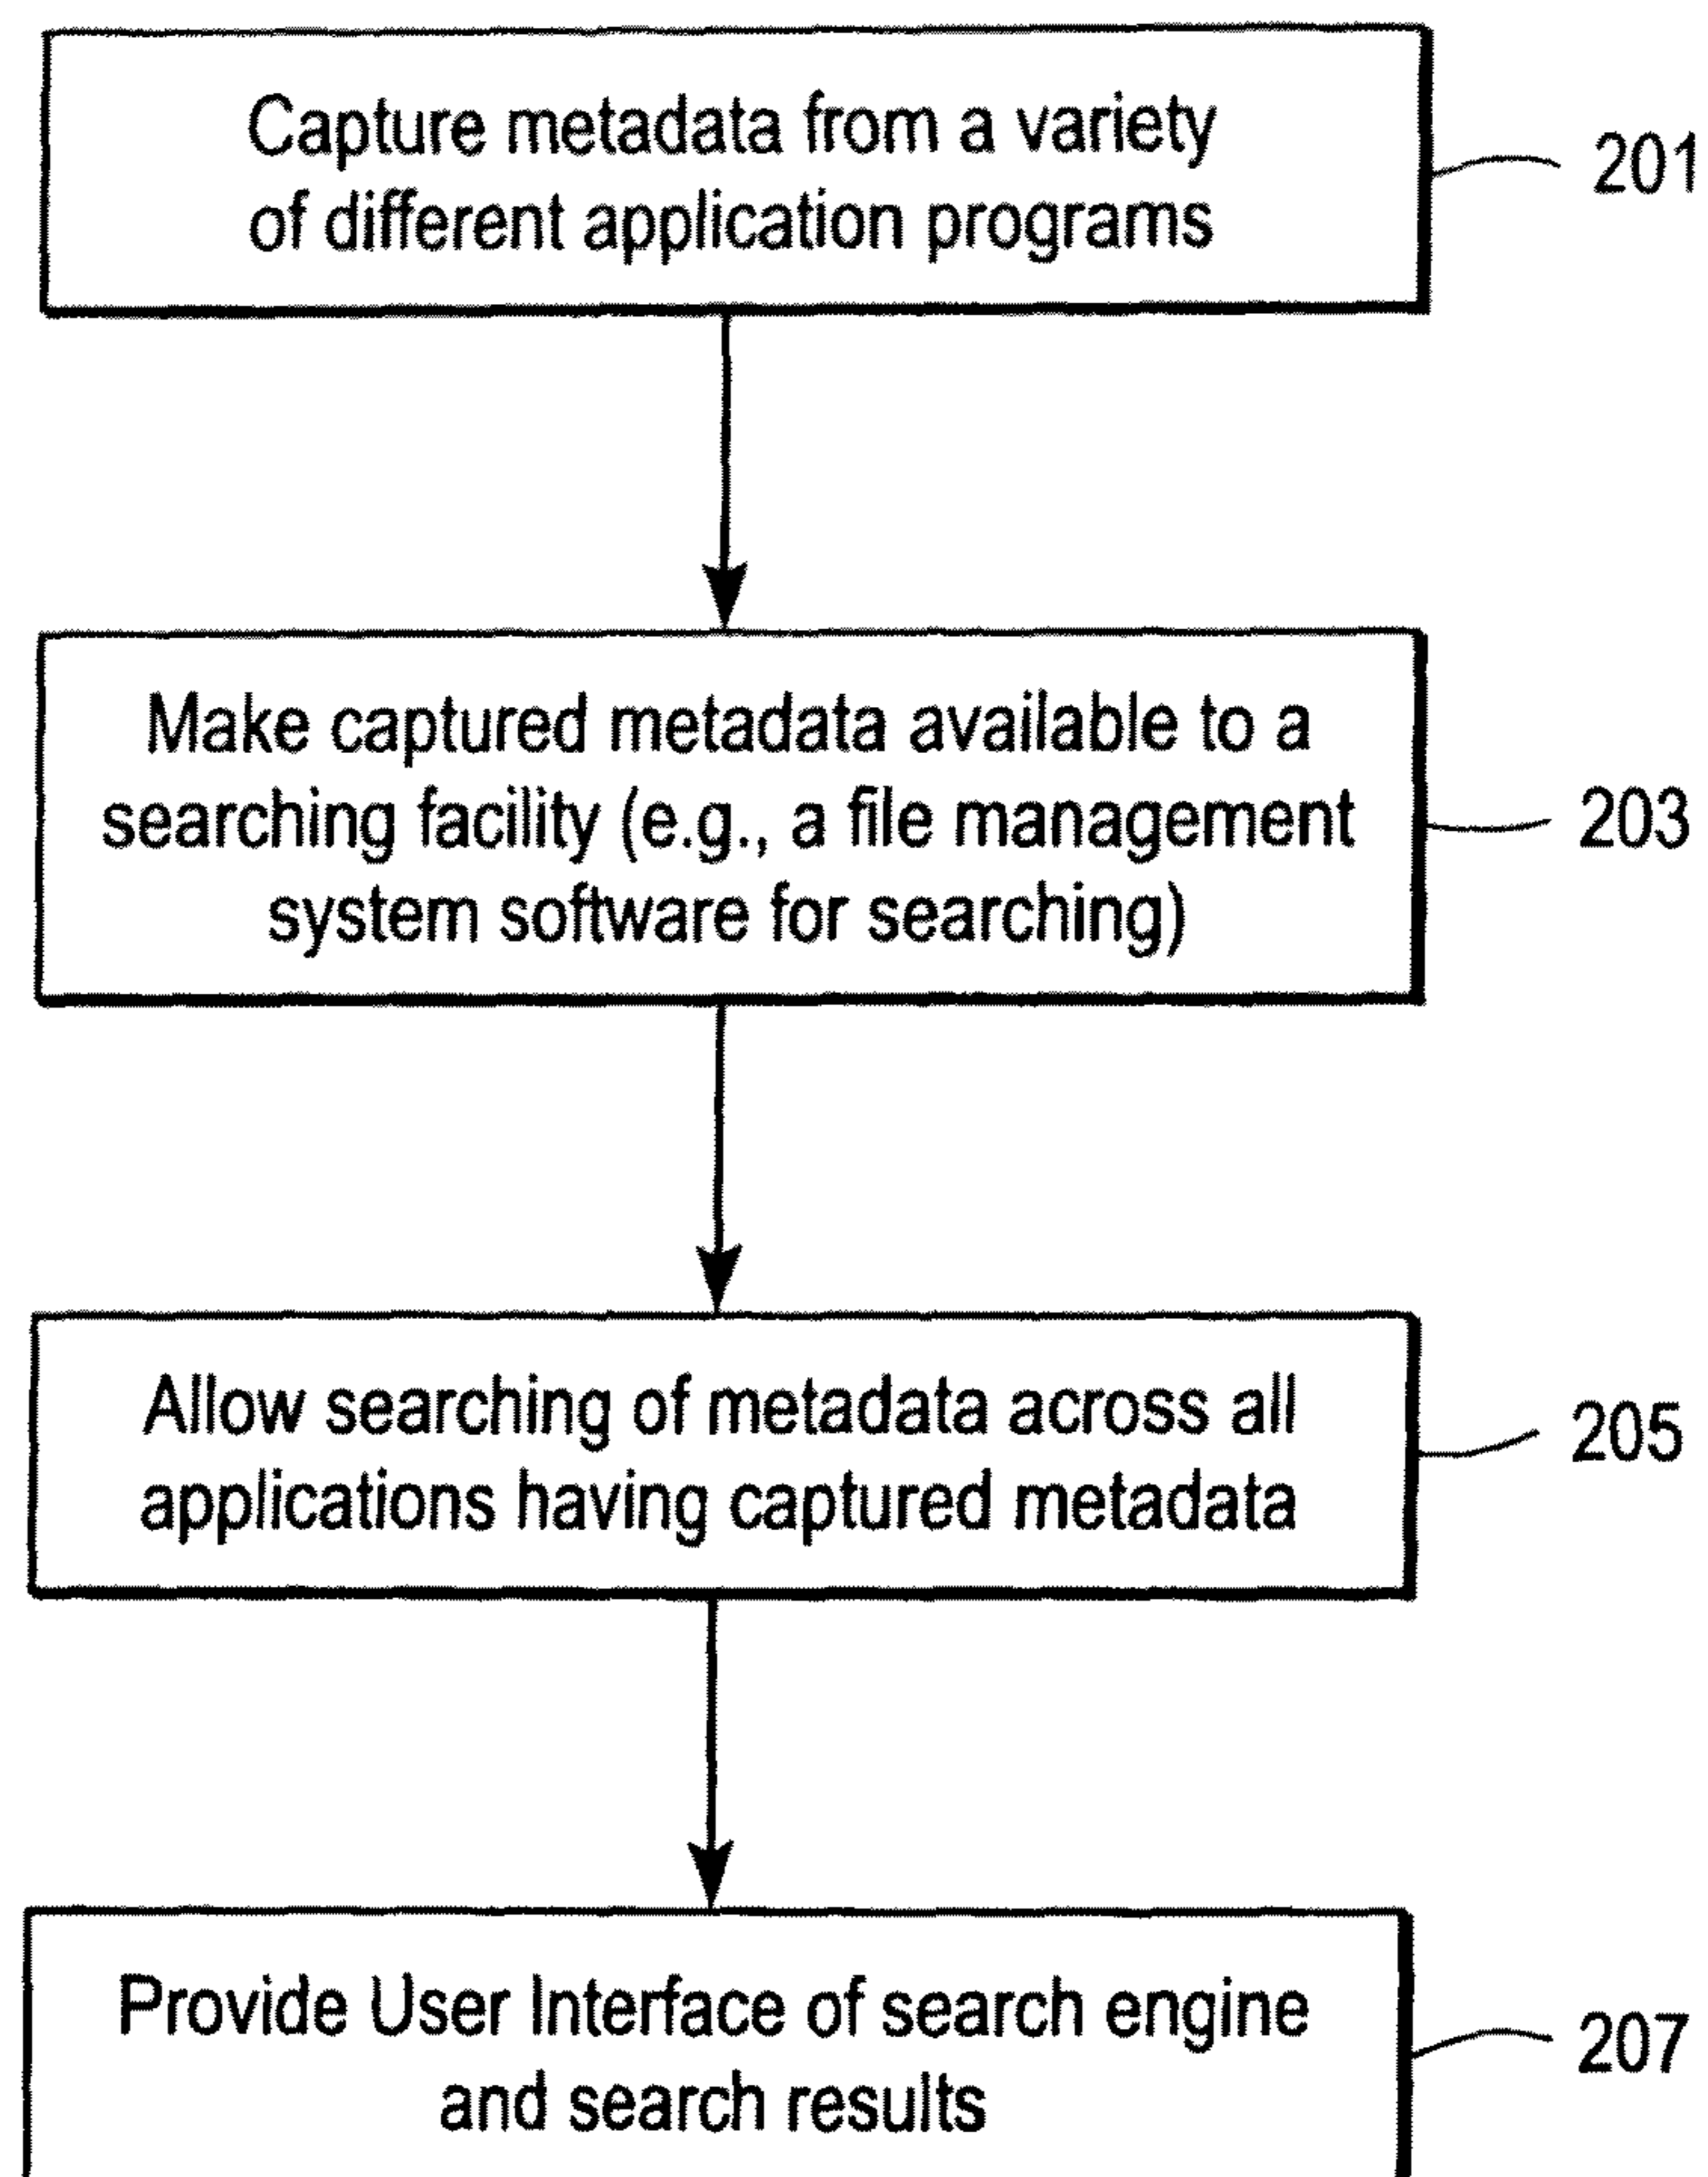 Capture metadata from a variety
of different application programs
201
Make captured metadata available to a
searching facility (e.g., a file management
system software for searching)
203
Allow searching of metadata across all
applications having captured metadata
205
Provide User Interface of search engine
and search results
207